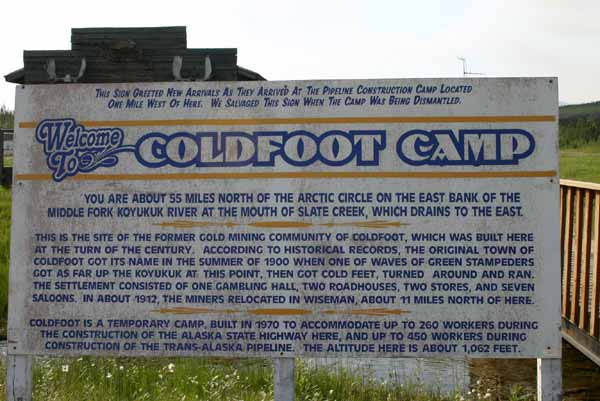 THIS SIGN GREETED NEW ARRIVALS AS THEY ARRIVED AT THE PIPELINE CONSTRUCTION CAMP LOCATED
ONE MILE WEST OF HERE. WE SALVAGED THIS SIGN WHEN THE CAMP WAS BEING DISMANTLED.
Welcome
To
COLDFOOT CAMP
YOU ARE ABOUT 55 MILES NORTH OF THE ARCTIC CIRCLE ON THE EAST BANK OF THE
MIDDLE FORK KOYUKUK RIVER AT THE MOUTH OF SLATE CREEK, WHICH DRAINS TO THE EAST.
THIS IS THE SITE OF THE FORMER GOLD MINING COMMUNITY OF COLDFOOT, WHICH WAS BUILT HERE
AT THE TURN OF THE CENTURY. ACCORDING TO HISTORICAL RECORDS, THE ORIGINAL TOWN OF
COLDFOOT GOT ITS NAME IN THE SUMMER OF 1900 WHEN ONE OF WAVES OF GREEN STAMPEDERS
GOT AS FAR UP THE KOYUKUK AT THIS POINT, THEN GOT COLD FEET, TURNED AROUND AND RAN.
THE SETTLEMENT CONSISTED OF ONE GAMBLING HALL, TWO ROADHOUSES, TWO STORES, AND SEVEN
SALOONS. IN ABOUT 1912, THE MINERS RELOCATED IN WISEMAN, ABOUT 11 MILES NORTH OF HERE.
COLDFOOT IS A TEMPORARY CAMP, BUILT IN 1970 TO ACCOMMODATE UP TO 260 WORKERS DURING
THE CONSTRUCTION OF THE ALASKA STATE HIGHWAY HERE, AND UP TO 450 WORKERS DURING
CONSTRUCTION OF THE TRANS-ALASKA PIPELINE. THE ALTITUDE HERE IS ABOUT 1,062 FEET.